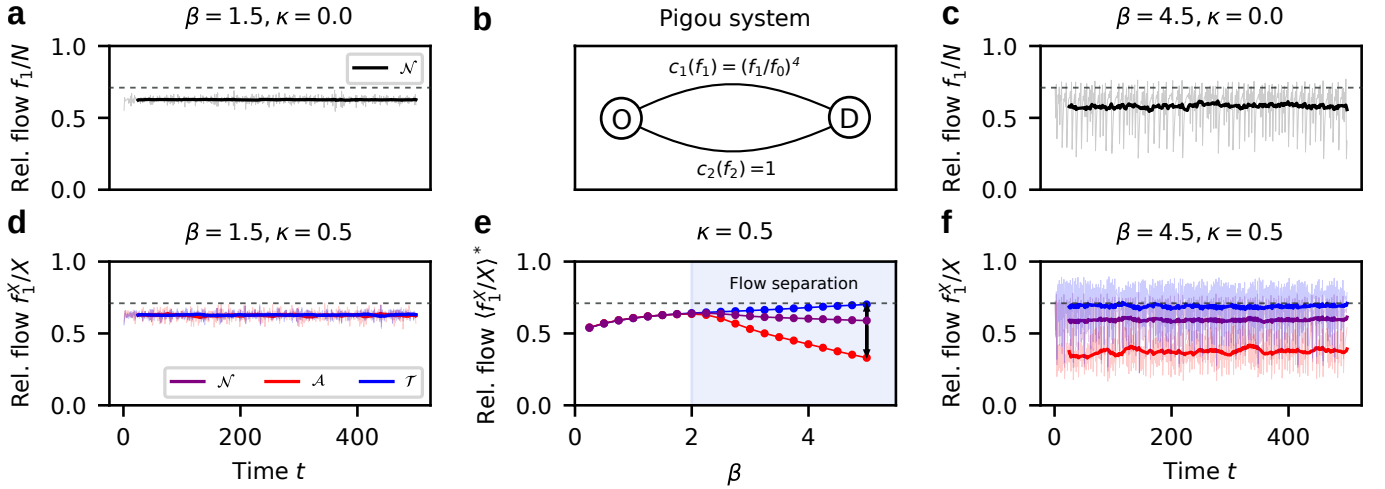 a
β = 1.5, κ = 0.0
Rel. flow f₁/N
1.0
0.5
0.0
𝒩
b
Pigou system
c₁(f₁) = (f₁/f₀)⁴
O
D
c₂(f₂) = 1
c
β = 4.5, κ = 0.0
Rel. flow f₁/N
1.0
0.5
0.0
d
β = 1.5, κ = 0.5
Rel. flow f₁ˣ/X
1.0
0.5
0.0
𝒩 𝒜 𝒯
0 200 400
Time t
e
κ = 0.5
Rel. flow ⟨f₁ˣ/X⟩*
1.0
0.5
0.0
Flow separation
0 2 4
β
f
β = 4.5, κ = 0.5
Rel. flow f₁ˣ/X
1.0
0.5
0.0
0 200 400
Time t